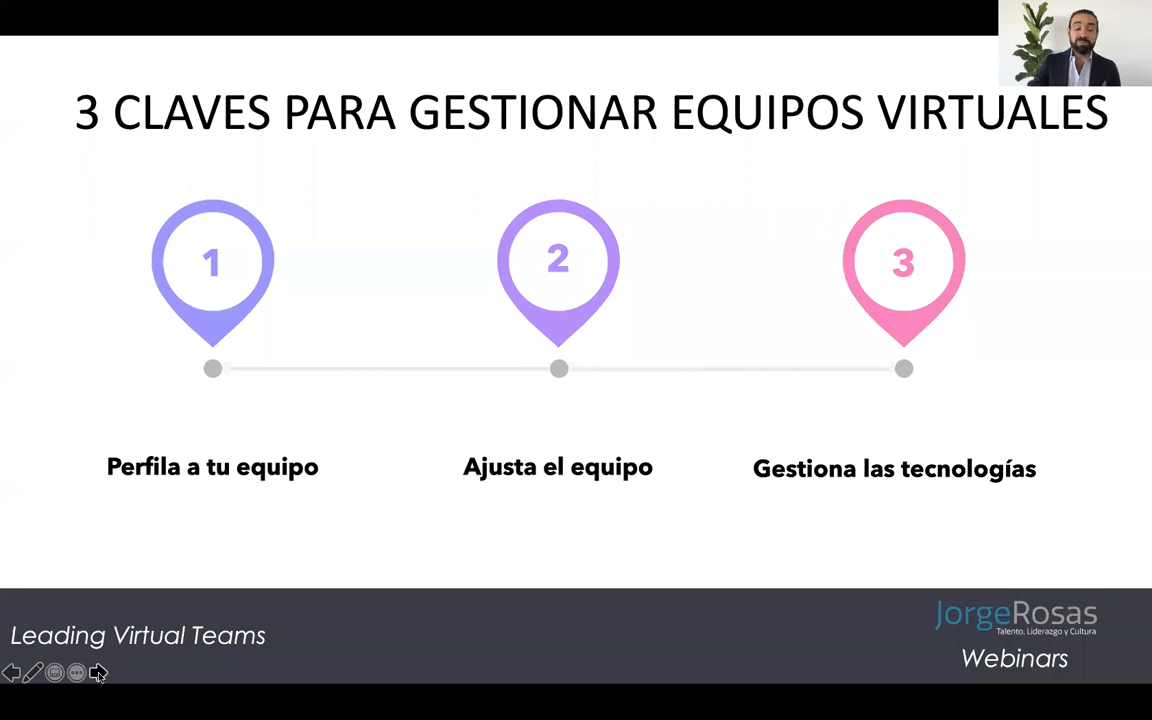 3 CLAVES PARA GESTIONAR EQUIPOS VIRTUALES
1
2
3
Perfila a tu equipo
Ajusta el equipo
Gestiona las tecnologías
Leading Virtual Teams
JorgeRosas
Talento, Liderazgo y Cultura
Webinars